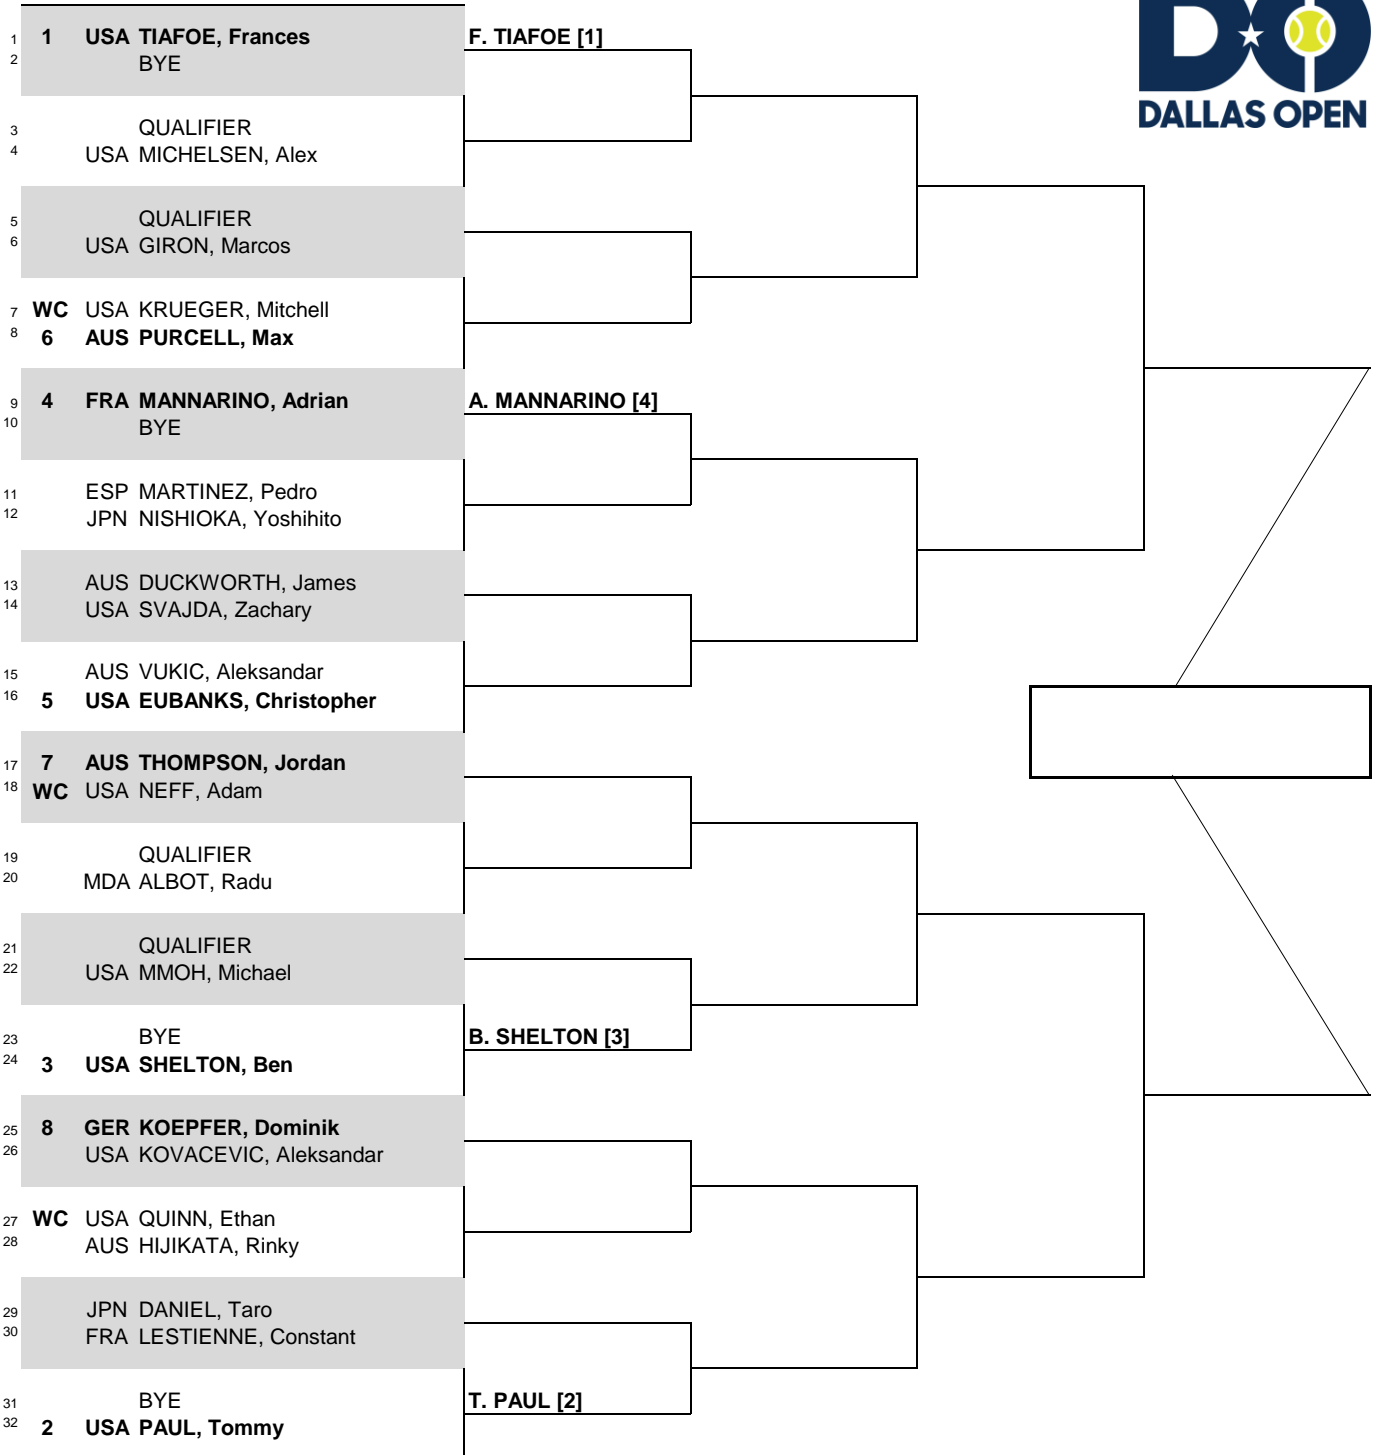 DO
DALLAS OPEN
1 1 USA TIAFOE, Frances F. TIAFOE [1]
2 BYE
3 QUALIFIER
4 USA MICHELSEN, Alex
5 QUALIFIER
6 USA GIRON, Marcos
7 WC USA KRUEGER, Mitchell
8 6 AUS PURCELL, Max
9 4 FRA MANNARINO, Adrian A. MANNARINO [4]
10 BYE
11 ESP MARTINEZ, Pedro
12 JPN NISHIOKA, Yoshihito
13 AUS DUCKWORTH, James
14 USA SVAJDA, Zachary
15 AUS VUKIC, Aleksandar
16 5 USA EUBANKS, Christopher
17 7 AUS THOMPSON, Jordan
18 WC USA NEFF, Adam
19 QUALIFIER
20 MDA ALBOT, Radu
21 QUALIFIER
22 USA MMOH, Michael
23 BYE B. SHELTON [3]
24 3 USA SHELTON, Ben
25 8 GER KOEPFER, Dominik
26 USA KOVACEVIC, Aleksandar
27 WC USA QUINN, Ethan
28 AUS HIJIKATA, Rinky
29 JPN DANIEL, Taro
30 FRA LESTIENNE, Constant
31 BYE T. PAUL [2]
32 2 USA PAUL, Tommy